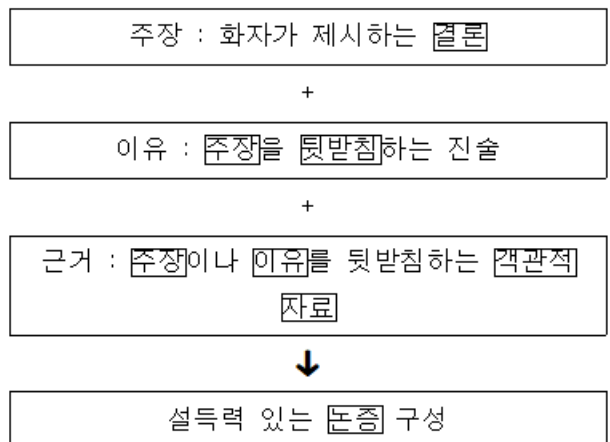 주장 : 화자가 제시하는 결론
+
이유 : 주장을 뒷받침하는 진술
+
근거 : 주장이나 이유를 뒷받침하는 객관적
자료
↓
설득력 있는 논증 구성